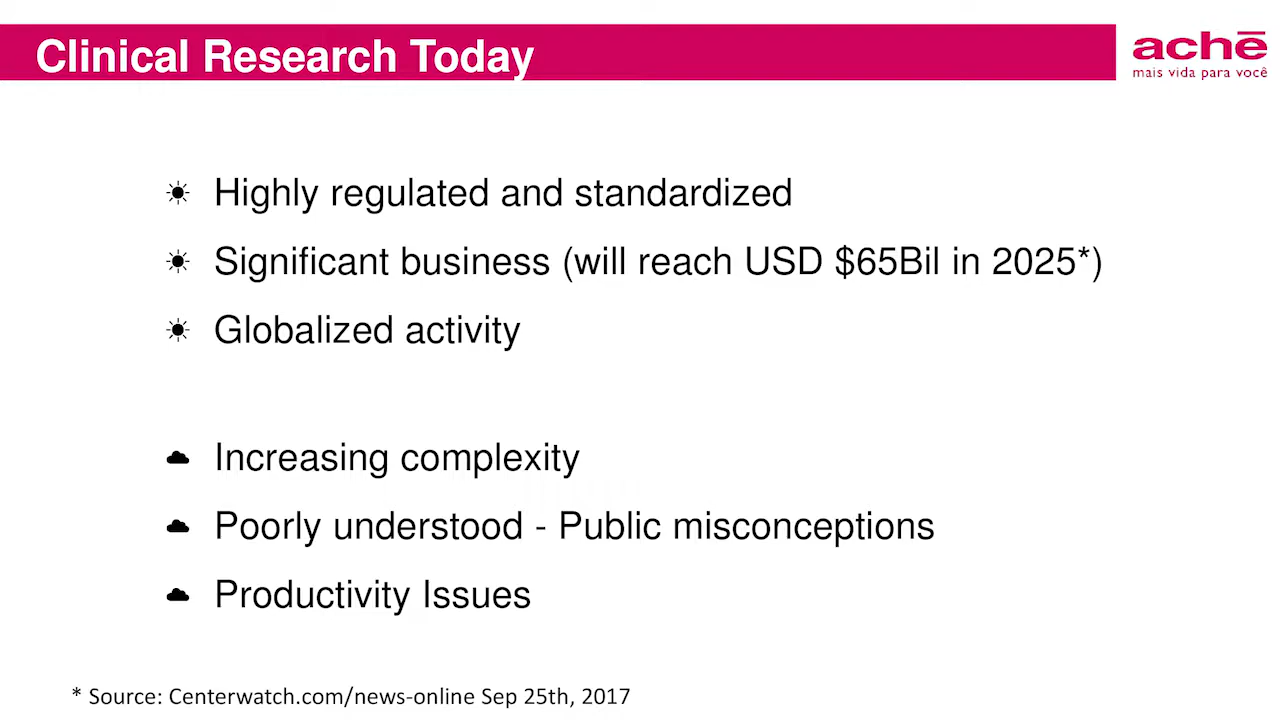 Clinical Research Today
achē
mais vida para você
Highly regulated and standardized
Significant business (will reach USD $65Bil in 2025*)
Globalized activity
Increasing complexity
Poorly understood - Public misconceptions
Productivity Issues
* Source: Centerwatch.com/news-online Sep 25th, 2017